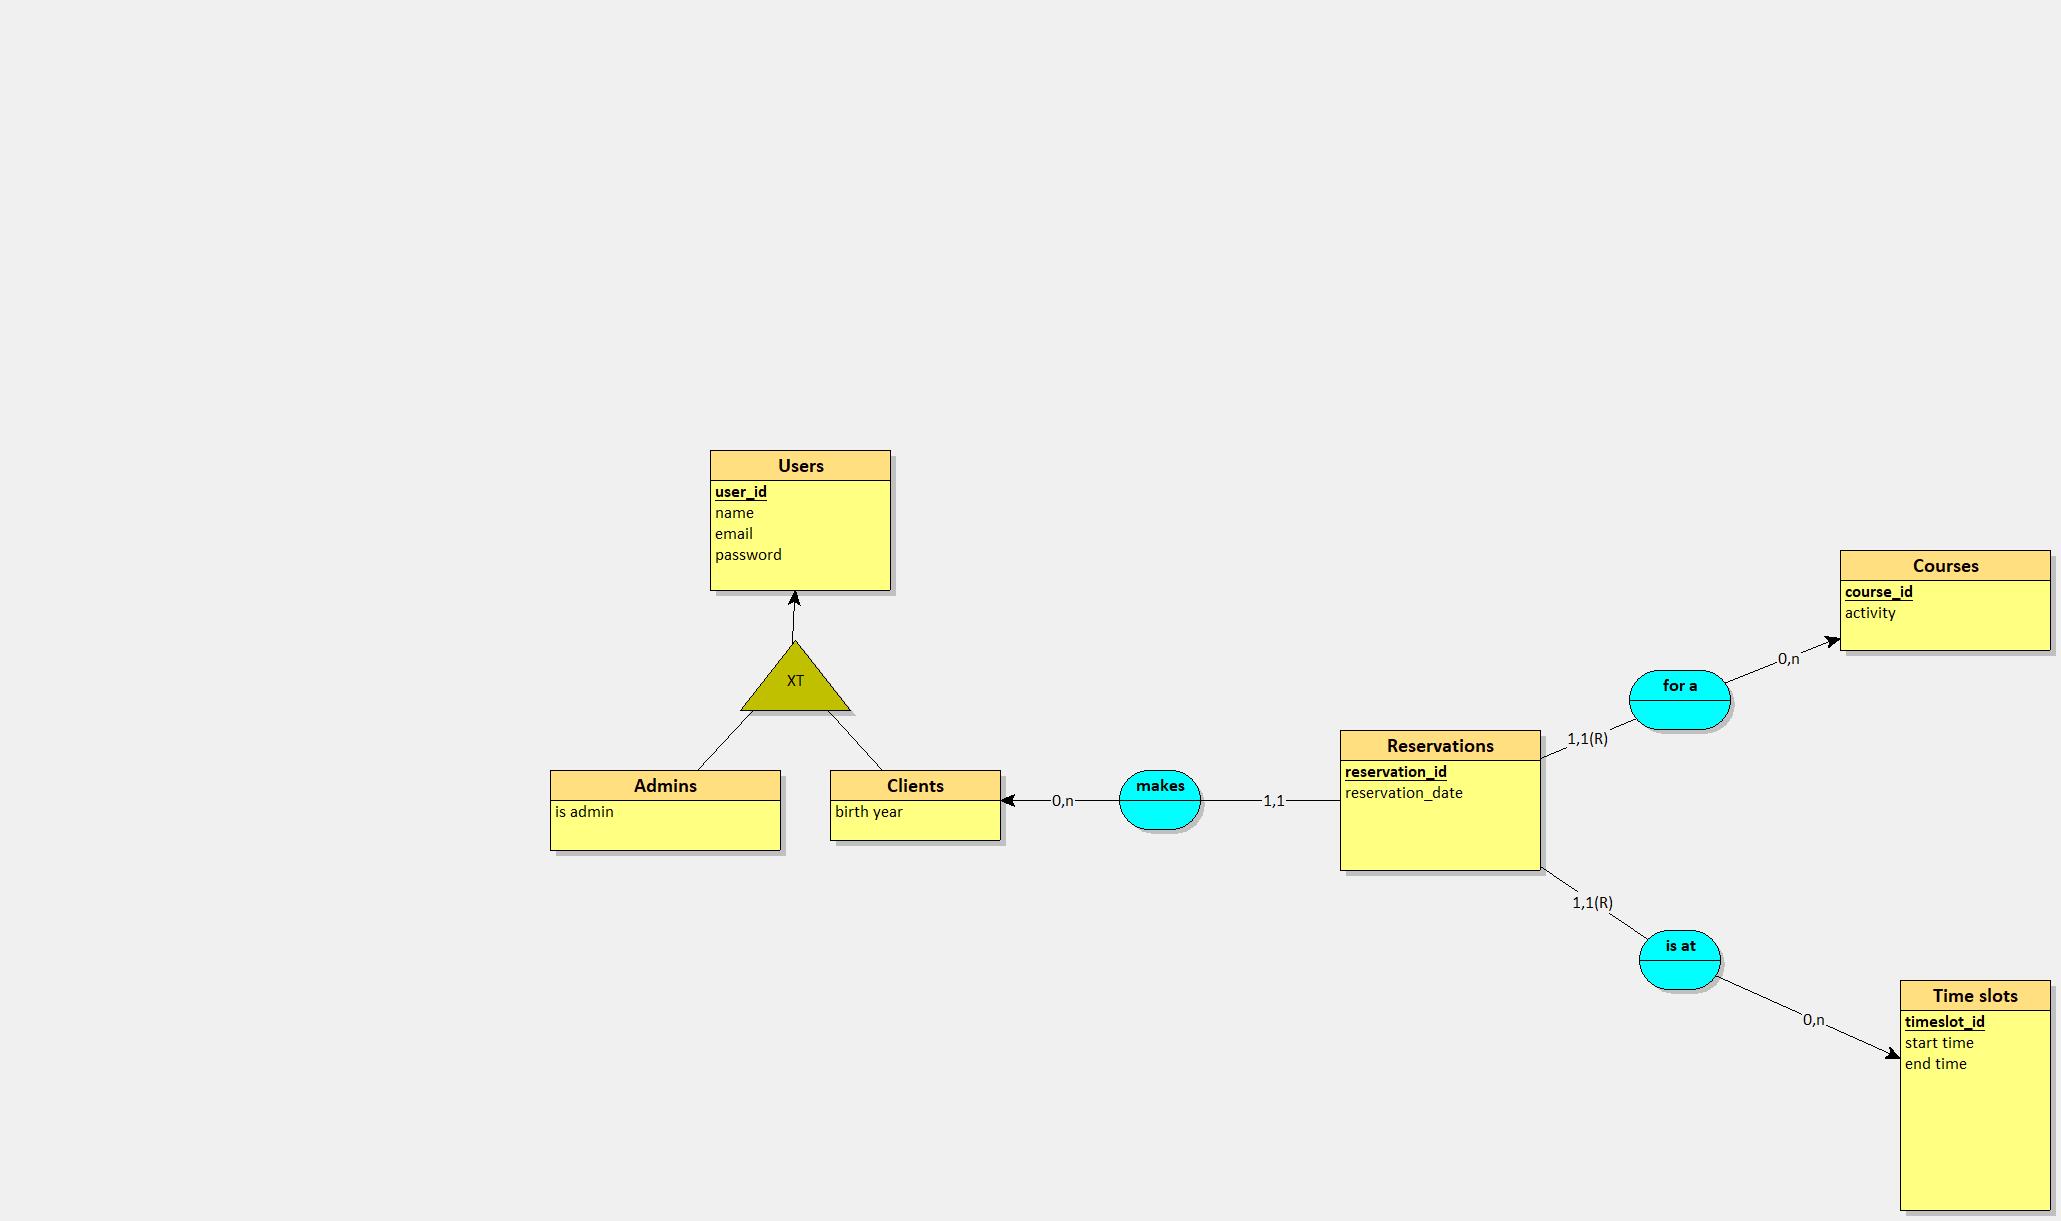 Users
user_id
name
email
password
XT
Admins
is admin
Clients
birth year
0,n
makes
1,1
Reservations
reservation_id
reservation_date
1,1(R)
for a
0,n
Courses
course_id
activity
1,1(R)
is at
0,n
Time slots
timeslot_id
start time
end time